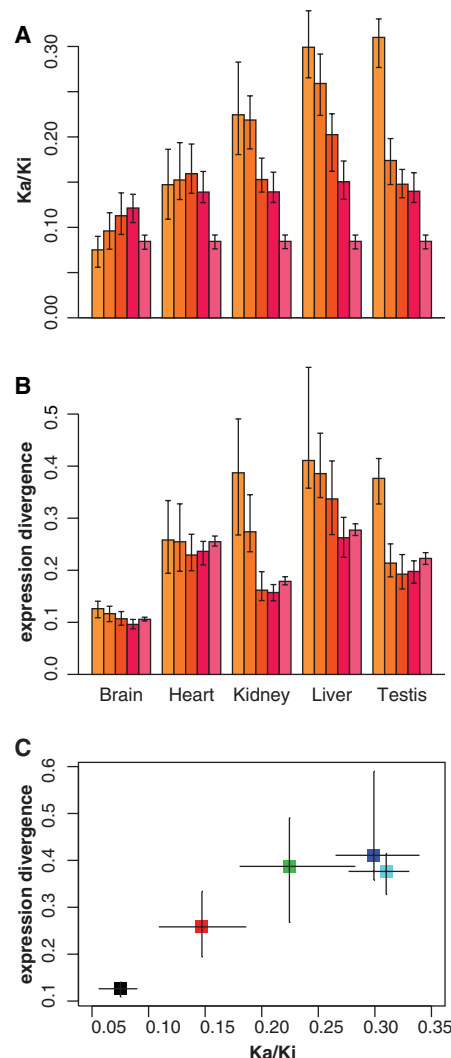 A
Ka/Ki
0.30
0.20
0.10
0.00
B
expression divergence
0.5
0.4
0.3
0.2
0.1
0.0
Brain Heart Kidney Liver Testis
C
expression divergence
0.6
0.5
0.4
0.3
0.2
0.1
0.05 0.10 0.15 0.20 0.25 0.30 0.35
Ka/Ki